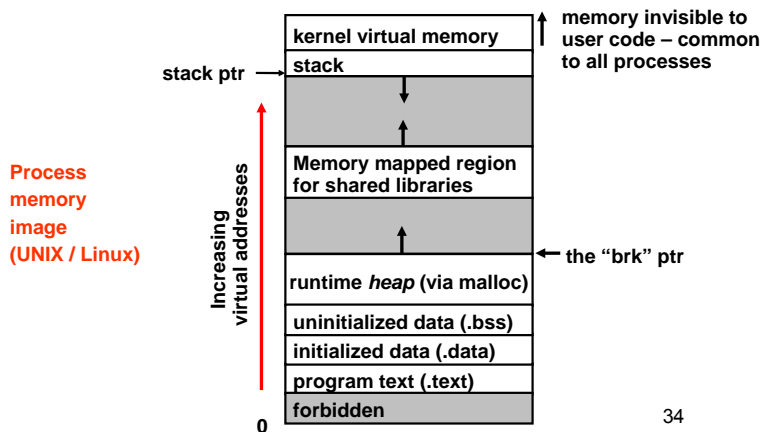 memory invisible to
user code – common
to all processes
kernel virtual memory
stack ptr
stack
Process
memory
image
(UNIX / Linux)
Increasing
virtual addresses
Memory mapped region
for shared libraries
the “brk” ptr
runtime heap (via malloc)
uninitialized data (.bss)
initialized data (.data)
program text (.text)
forbidden
0
34